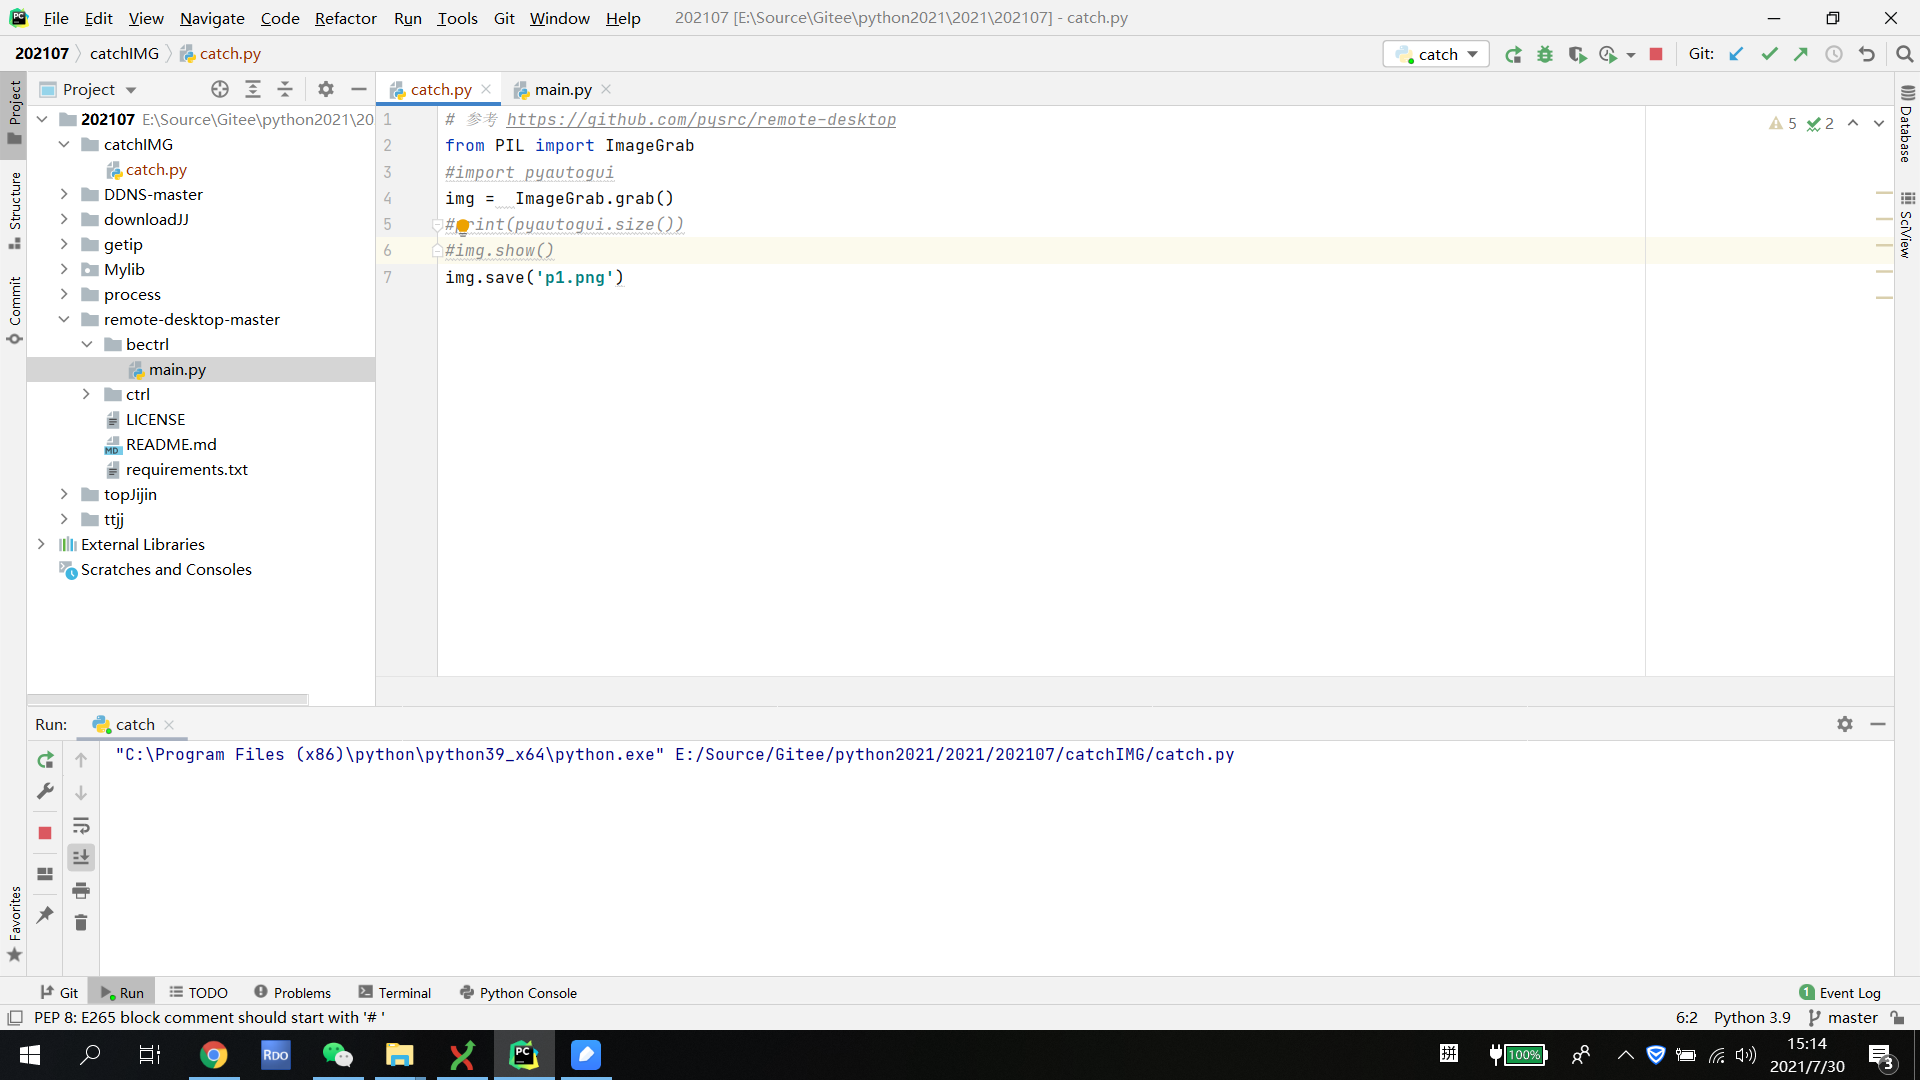 File Edit View Navigate Code Refactor Run Tools Git Window Help 202107 [E:\Source\Gitee\python2021\2021\202107] - catch.py
202107 catchIMG catch.py catch Git:
Project catch.py main.py
202107 E:\Source\Gitee\python2021\20
catchIMG
catch.py
DDNS-master
downloadJJ
getip
Mylib
process
remote-desktop-master
bectrl
main.py
ctrl
LICENSE
README.md
requirements.txt
topJijin
ttjj
External Libraries
Scratches and Consoles
Project
Structure
Commit
Favorites
1 # 参考 https://github.com/pysrc/remote-desktop
2 from PIL import ImageGrab
3 #import pyautogui
4 img = ImageGrab.grab()
5 #print(pyautogui.size())
6 #img.show()
7 img.save('p1.png')
5 2
Database
SciView
Run: catch
"C:\Program Files (x86)\python\python39_x64\python.exe" E:/Source/Gitee/python2021/2021/202107/catchIMG/catch.py
Git Run TODO Problems Terminal Python Console 1 Event Log
PEP 8: E265 block comment should start with '# ' 6:2 Python 3.9 master
RDO PC 拼 100% 15:14
2021/7/30 3